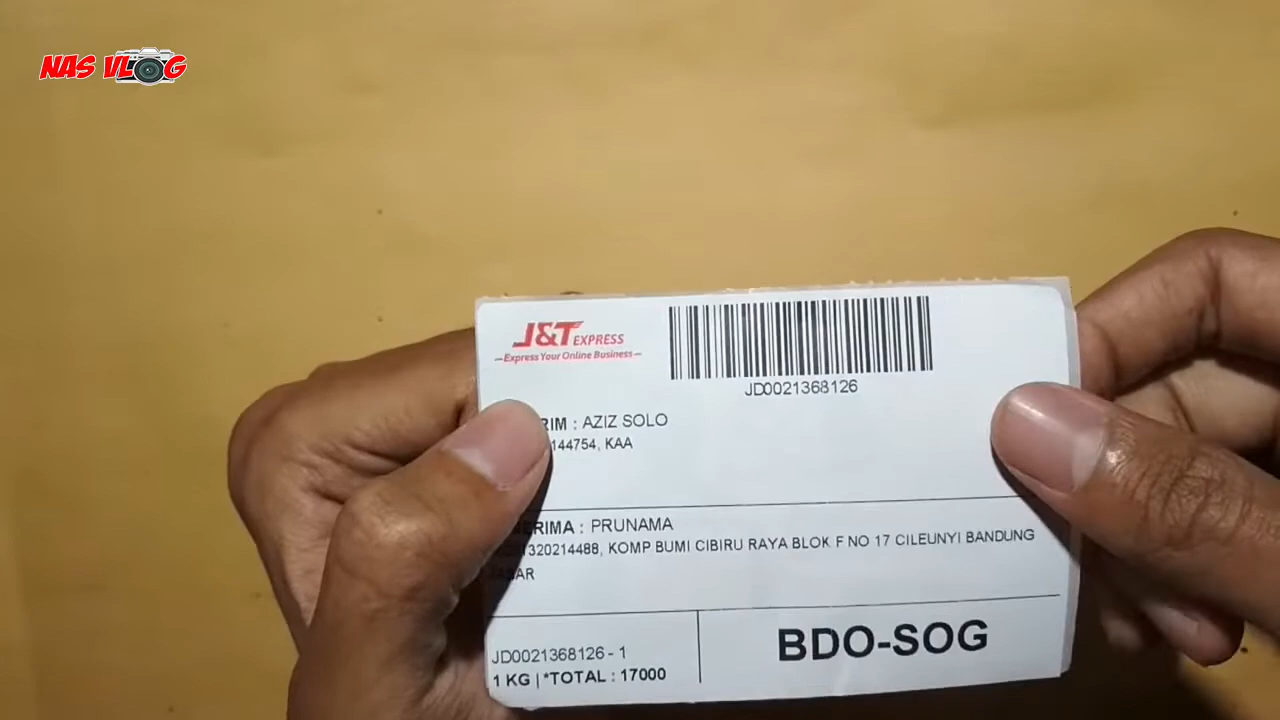 NAS VLOG
J&T EXPRESS
Express Your Online Business
JD0021368126
RIM : AZIZ SOLO
144754, KAA
ERIMA : PRUNAMA
320214488, KOMP BUMI CIBIRU RAYA BLOK F NO 17 CILEUNYI BANDUNG
BAR
JD0021368126 - 1
1 KG | *TOTAL : 17000
BDO-SOG